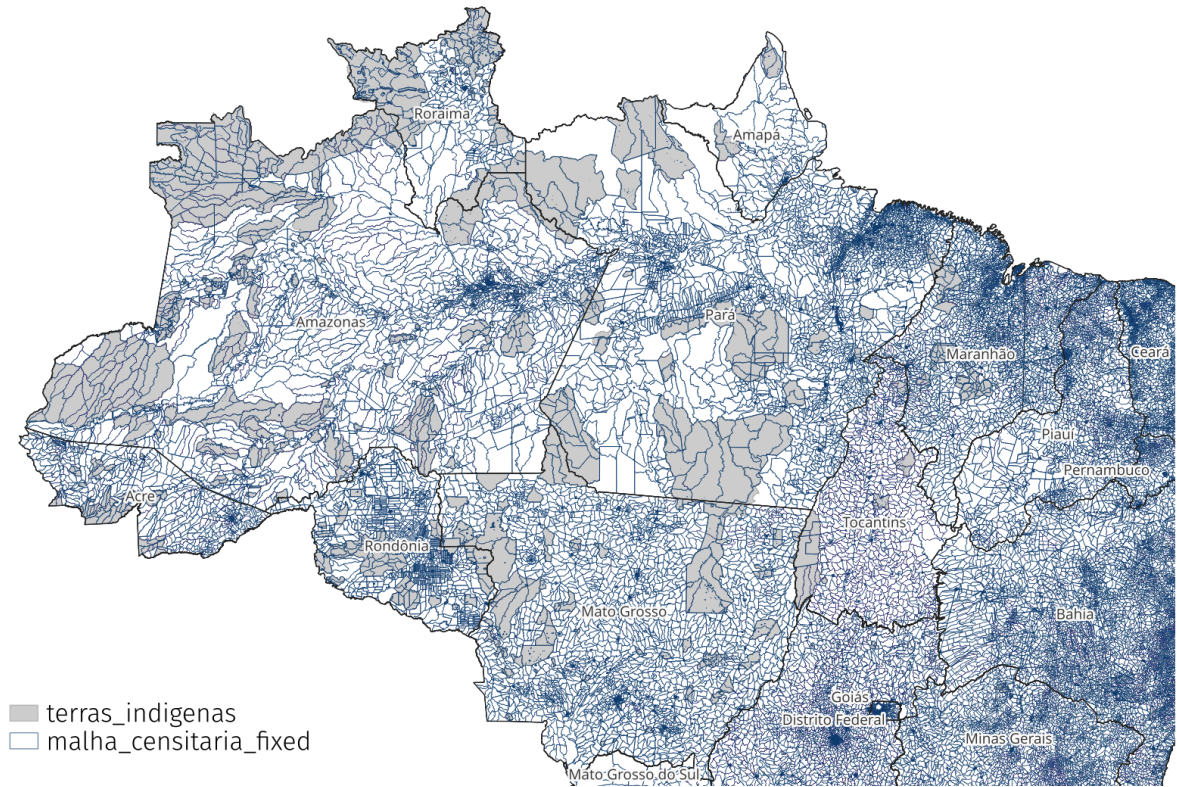 Roraima
Amapá
Amazonas
Pará
Maranhão
Ceará
Piauí
Pernambuco
Acre
Tocantins
Rondônia
Mato Grosso
Bahia
Goiás
Distrito Federal
Minas Gerais
Mato Grosso do Sul
terras_indigenas
malha_censitaria_fixed